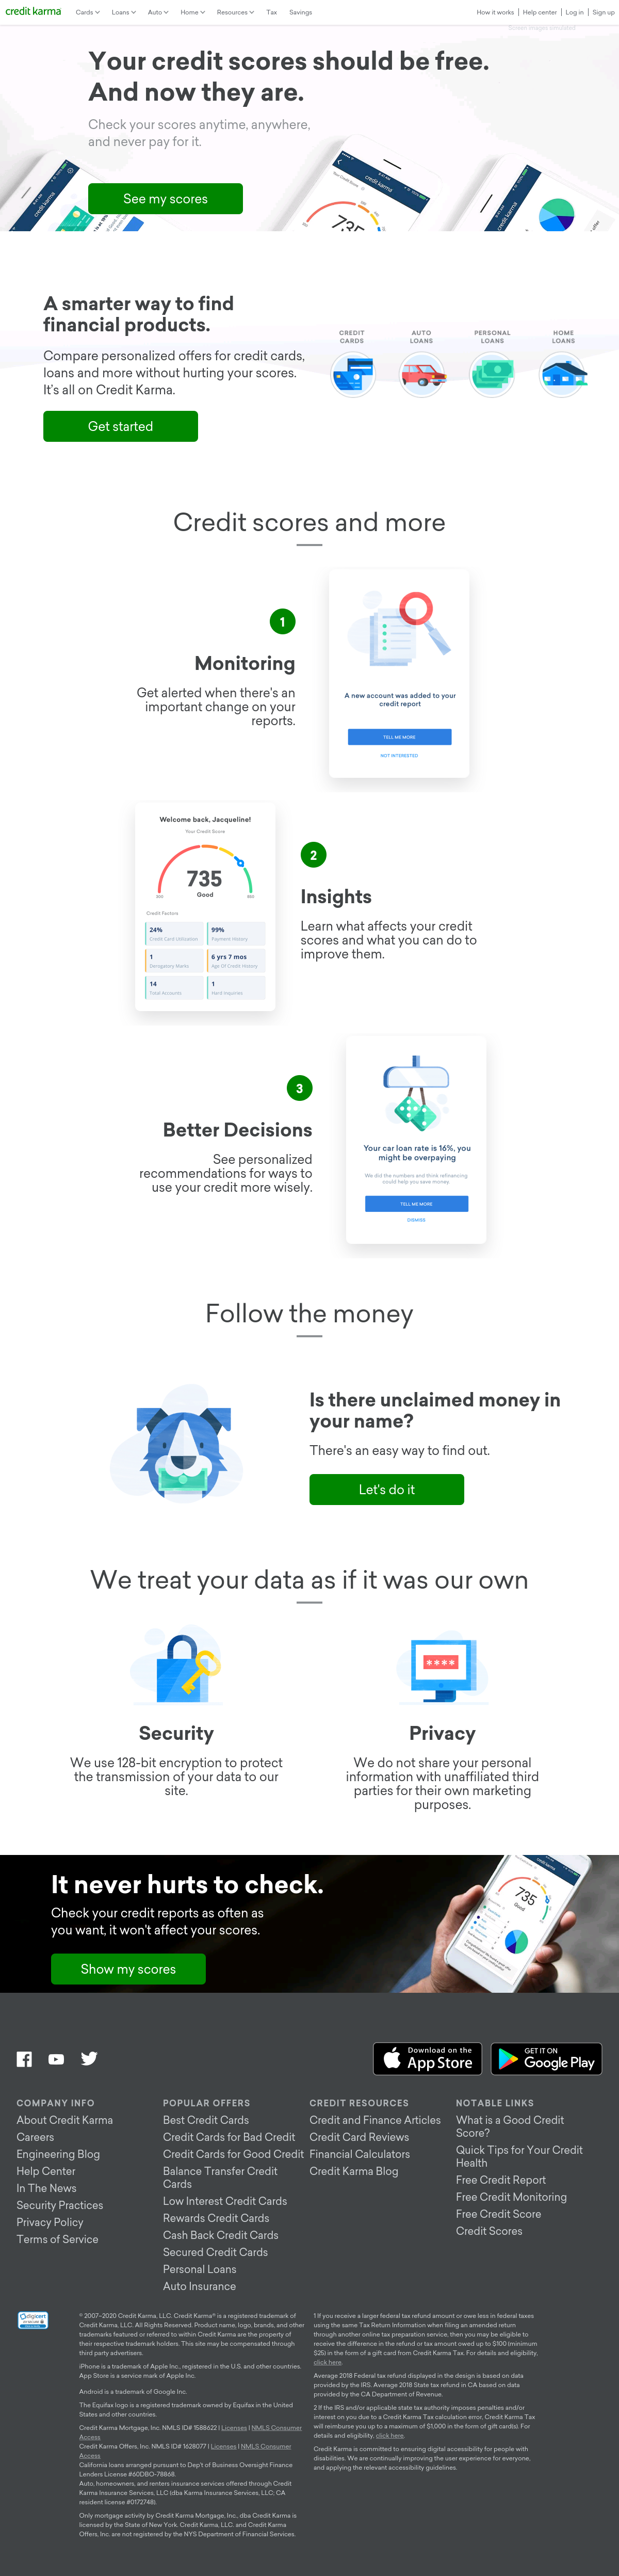 credit karma
Cards
Loans
Auto
Home
Resources
Tax
Savings
How it works
Help center
Log in
Sign up
Screen images simulated.
Your credit scores should be free.
And now they are.
Check your scores anytime, anywhere,
and never pay for it.
See my scores
credit karma
credit karma
credit karma
735
A smarter way to find
financial products.
Compare personalized offers for credit cards,
loans and more without hurting your scores.
It's all on Credit Karma.
Get started
CREDIT
CARDS
AUTO
LOANS
PERSONAL
LOANS
HOME
LOANS
Credit scores and more
1
Monitoring
Get alerted when there's an
important change on your
reports.
A new account was added to your
credit report
TELL ME MORE
NOT INTERESTED
Welcome back, Jacqueline!
Your Credit Score
735
Good
300
850
Credit Factors
24%
Credit Card Utilization
99%
Payment History
1
Derogatory Marks
6 yrs 7 mos
Age Of Credit History
14
Total Accounts
1
Hard Inquiries
2
Insights
Learn what affects your credit
scores and what you can do to
improve them.
3
Better Decisions
See personalized
recommendations for ways to
use your credit more wisely.
Your car loan rate is 16%, you
might be overpaying
We did the numbers and think refinancing
could help you save money.
TELL ME MORE
DISMISS
Follow the money
Is there unclaimed money in
your name?
There's an easy way to find out.
Let's do it
We treat your data as if it was our own
****
Security
We use 128-bit encryption to protect
the transmission of your data to our
site.
Privacy
We do not share your personal
information with unaffiliated third
parties for their own marketing
purposes.
It never hurts to check.
Check your credit reports as often as
you want, it won't affect your scores.
Show my scores
credit karma
735
Good
Download on the
App Store
GET IT ON
Google Play
COMPANY INFO
About Credit Karma
Careers
Engineering Blog
Help Center
In The News
Security Practices
Privacy Policy
Terms of Service
POPULAR OFFERS
Best Credit Cards
Credit Cards for Bad Credit
Credit Cards for Good Credit
Balance Transfer Credit
Cards
Low Interest Credit Cards
Rewards Credit Cards
Cash Back Credit Cards
Secured Credit Cards
Personal Loans
Auto Insurance
CREDIT RESOURCES
Credit and Finance Articles
Credit Card Reviews
Financial Calculators
Credit Karma Blog
NOTABLE LINKS
What is a Good Credit
Score?
Quick Tips for Your Credit
Health
Free Credit Report
Free Credit Monitoring
Free Credit Score
Credit Scores
digicert
© 2007–2020 Credit Karma, LLC. Credit Karma® is a registered trademark of
Credit Karma, LLC. All Rights Reserved. Product name, logo, brands, and other
trademarks featured or referred to within Credit Karma are the property of
their respective trademark holders. This site may be compensated through
third party advertisers.
iPhone is a trademark of Apple Inc., registered in the U.S. and other countries.
App Store is a service mark of Apple Inc.
Android is a trademark of Google Inc.
The Equifax logo is a registered trademark owned by Equifax in the United
States and other countries.
Credit Karma Mortgage, Inc. NMLS ID# 1588622 | Licenses | NMLS Consumer
Access
Credit Karma Offers, Inc. NMLS ID# 1628077 | Licenses | NMLS Consumer
Access
California loans arranged pursuant to Dep't of Business Oversight Finance
Lenders License #60DBO-78868.
Auto, homeowners, and renters insurance services offered through Credit
Karma Insurance Services, LLC (dba Karma Insurance Services, LLC; CA
resident license #0172748).
Only mortgage activity by Credit Karma Mortgage, Inc., dba Credit Karma is
licensed by the State of New York. Credit Karma, LLC. and Credit Karma
Offers, Inc. are not registered by the NYS Department of Financial Services.
1 If you receive a larger federal tax refund amount or owe less in federal taxes
using the same Tax Return Information when filing an amended return
through another online tax preparation service, then you may be eligible to
receive the difference in the refund or tax amount owed up to $100 (minimum
$25) in the form of a gift card from Credit Karma Tax. For details and eligibility,
click here.
Average 2018 Federal tax refund displayed in the design is based on data
provided by the IRS. Average 2018 State tax refund in CA based on data
provided by the CA Department of Revenue.
2 If the IRS and/or applicable state tax authority imposes penalties and/or
interest on you due to a Credit Karma Tax calculation error, Credit Karma Tax
will reimburse you up to a maximum of $1,000 in the form of gift card(s). For
details and eligibility, click here.
Credit Karma is committed to ensuring digital accessibility for people with
disabilities. We are continually improving the user experience for everyone,
and applying the relevant accessibility guidelines.